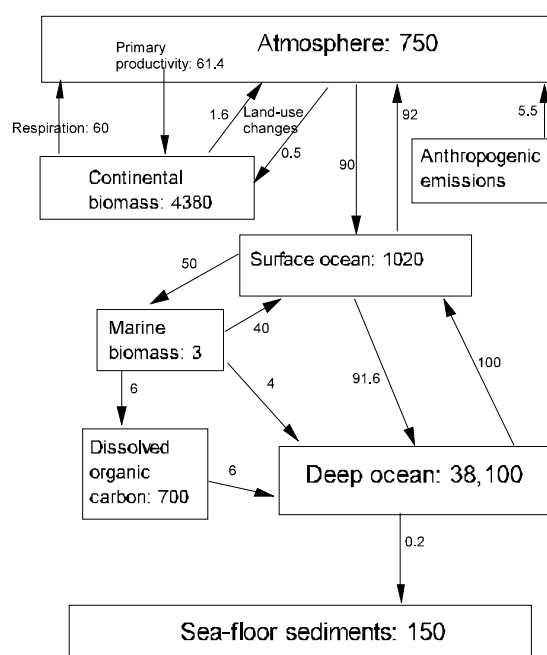 Atmosphere: 750
Primary
productivity: 61.4
Respiration: 60
1.6
Land-use
changes
0.5
90
92
5.5
Continental
biomass: 4380
Anthropogenic
emissions
Surface ocean: 1020
50
Marine
biomass: 3
40
100
6
4
91.6
Dissolved
organic
carbon: 700
6
Deep ocean: 38,100
0.2
Sea-floor sediments: 150